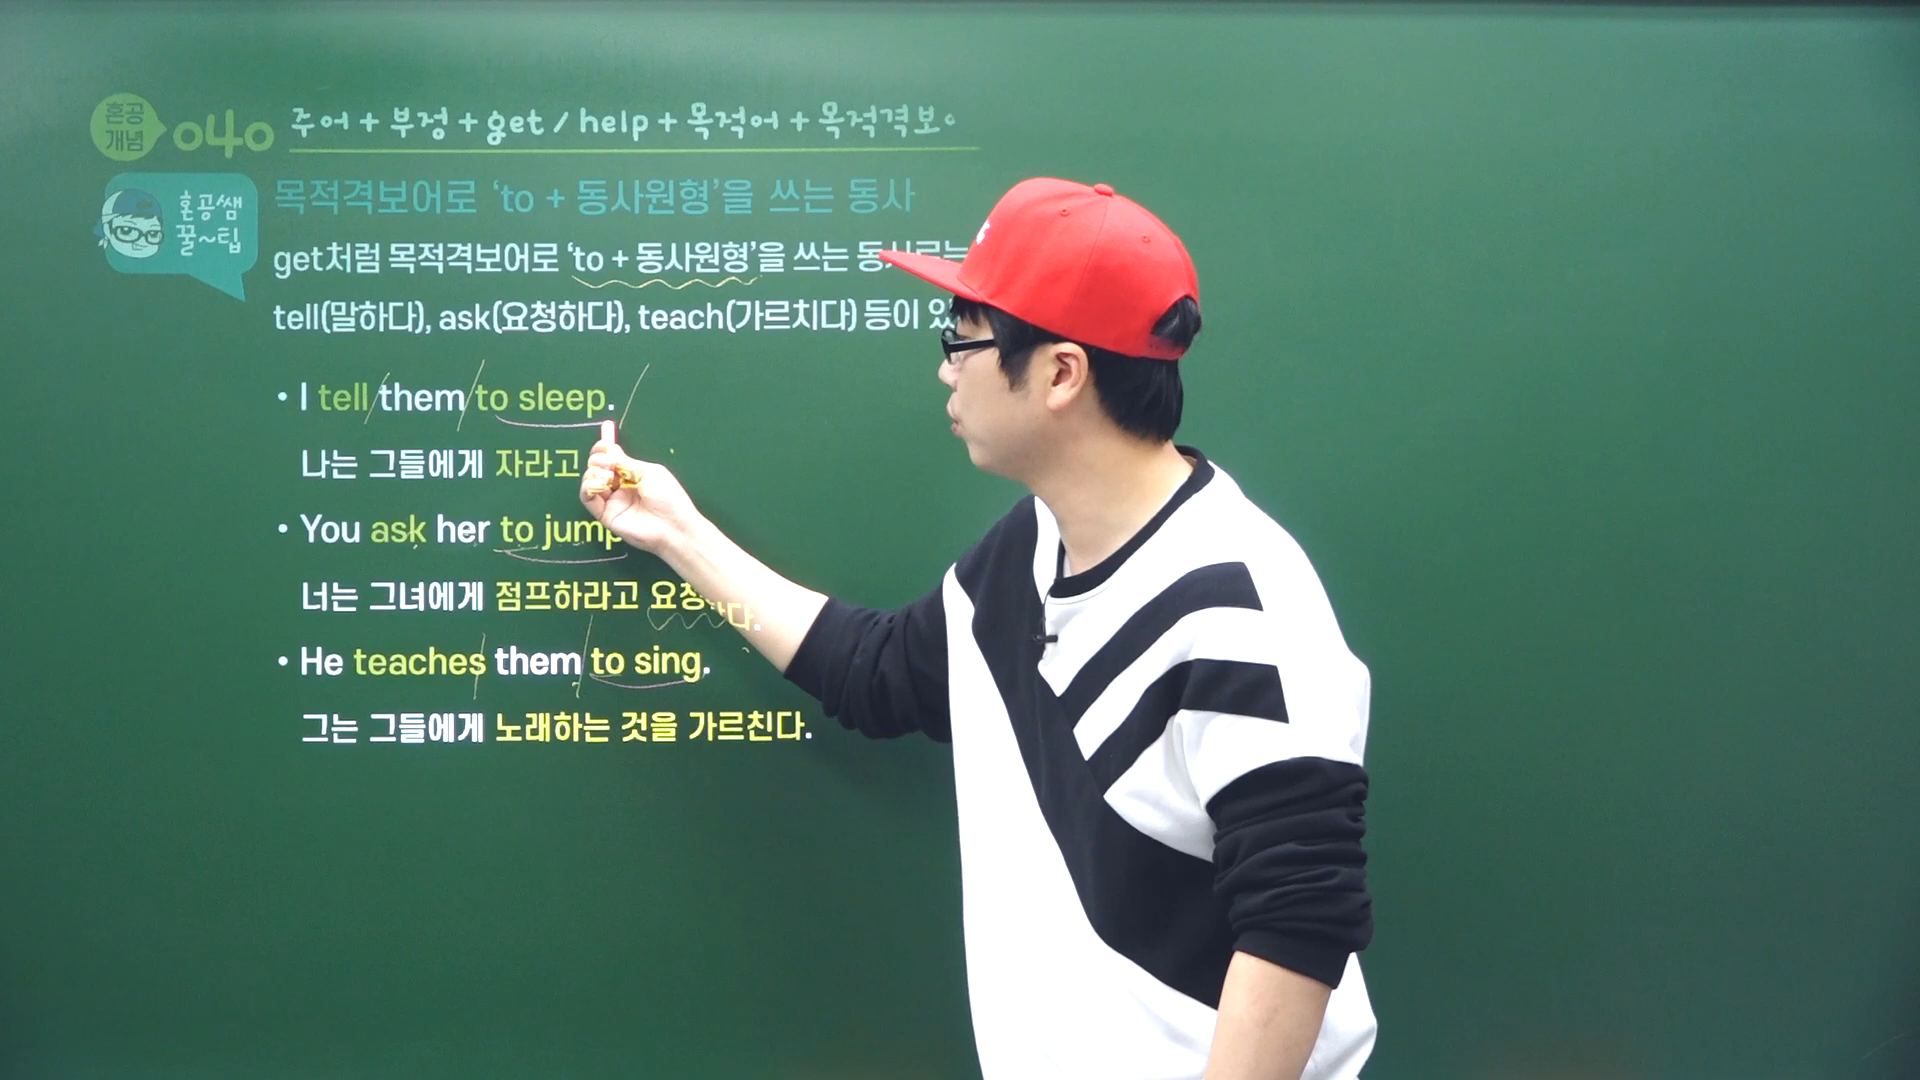 혼공
개념
040
주어 + 부정 + get / help + 목적어 + 목적격보어
혼공쌤
꿀~팁
목적격보어로 ‘to + 동사원형’을 쓰는 동사
get처럼 목적격보어로 ‘to + 동사원형’을 쓰는
tell(말하다), ask(요청하다), teach(가르치다) 등이
• I tell them to sleep.
나는 그들에게 자라고
• You ask her to jump
너는 그녀에게 점프하라고 요청한다.
• He teaches them to sing.
그는 그들에게 노래하는 것을 가르친다.